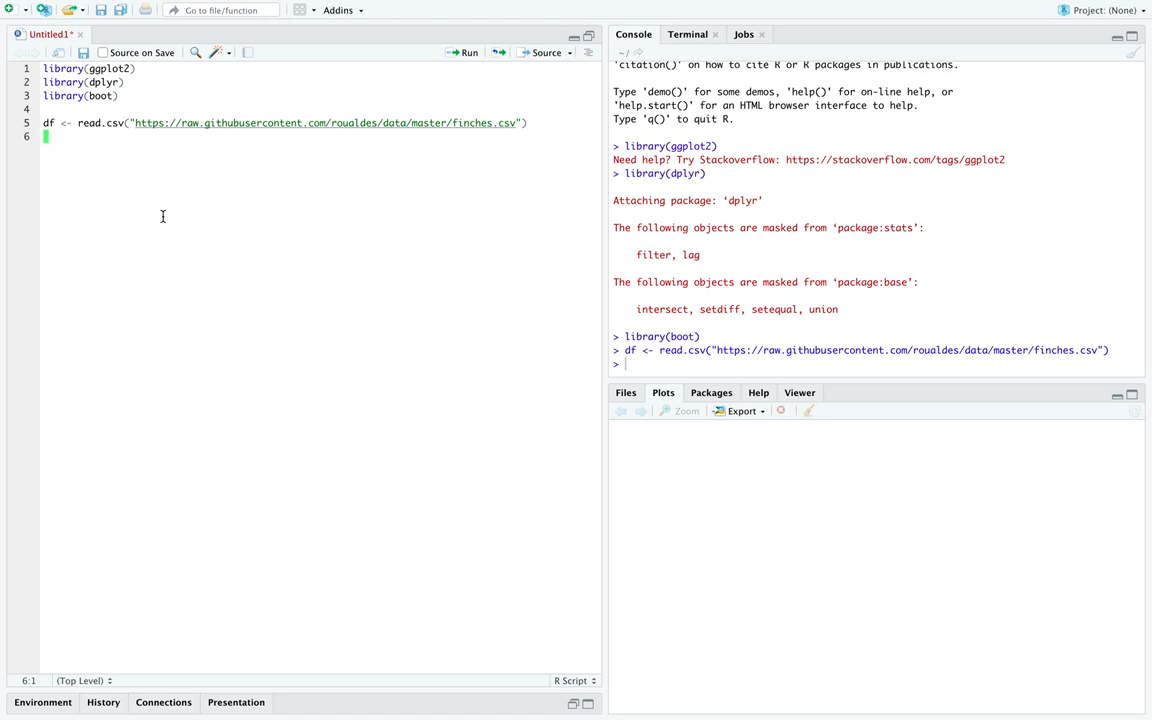 Go to file/function
Addins
Project: (None)
Untitled1*
Source on Save
Run
Source
1 library(ggplot2)
2 library(dplyr)
3 library(boot)
4
5 df <- read.csv("https://raw.githubusercontent.com/roualdes/data/master/finches.csv")
6
6:1
(Top Level)
R Script
Environment
History
Connections
Presentation
Console
Terminal
Jobs
~/
'citation()' on how to cite R or R packages in publications.
Type 'demo()' for some demos, 'help()' for on-line help, or
'help.start()' for an HTML browser interface to help.
Type 'q()' to quit R.
> library(ggplot2)
Need help? Try Stackoverflow: https://stackoverflow.com/tags/ggplot2
> library(dplyr)
Attaching package: ‘dplyr’
The following objects are masked from ‘package:stats’:
filter, lag
The following objects are masked from ‘package:base’:
intersect, setdiff, setequal, union
> library(boot)
> df <- read.csv("https://raw.githubusercontent.com/roualdes/data/master/finches.csv")
>
Files
Plots
Packages
Help
Viewer
Zoom
Export